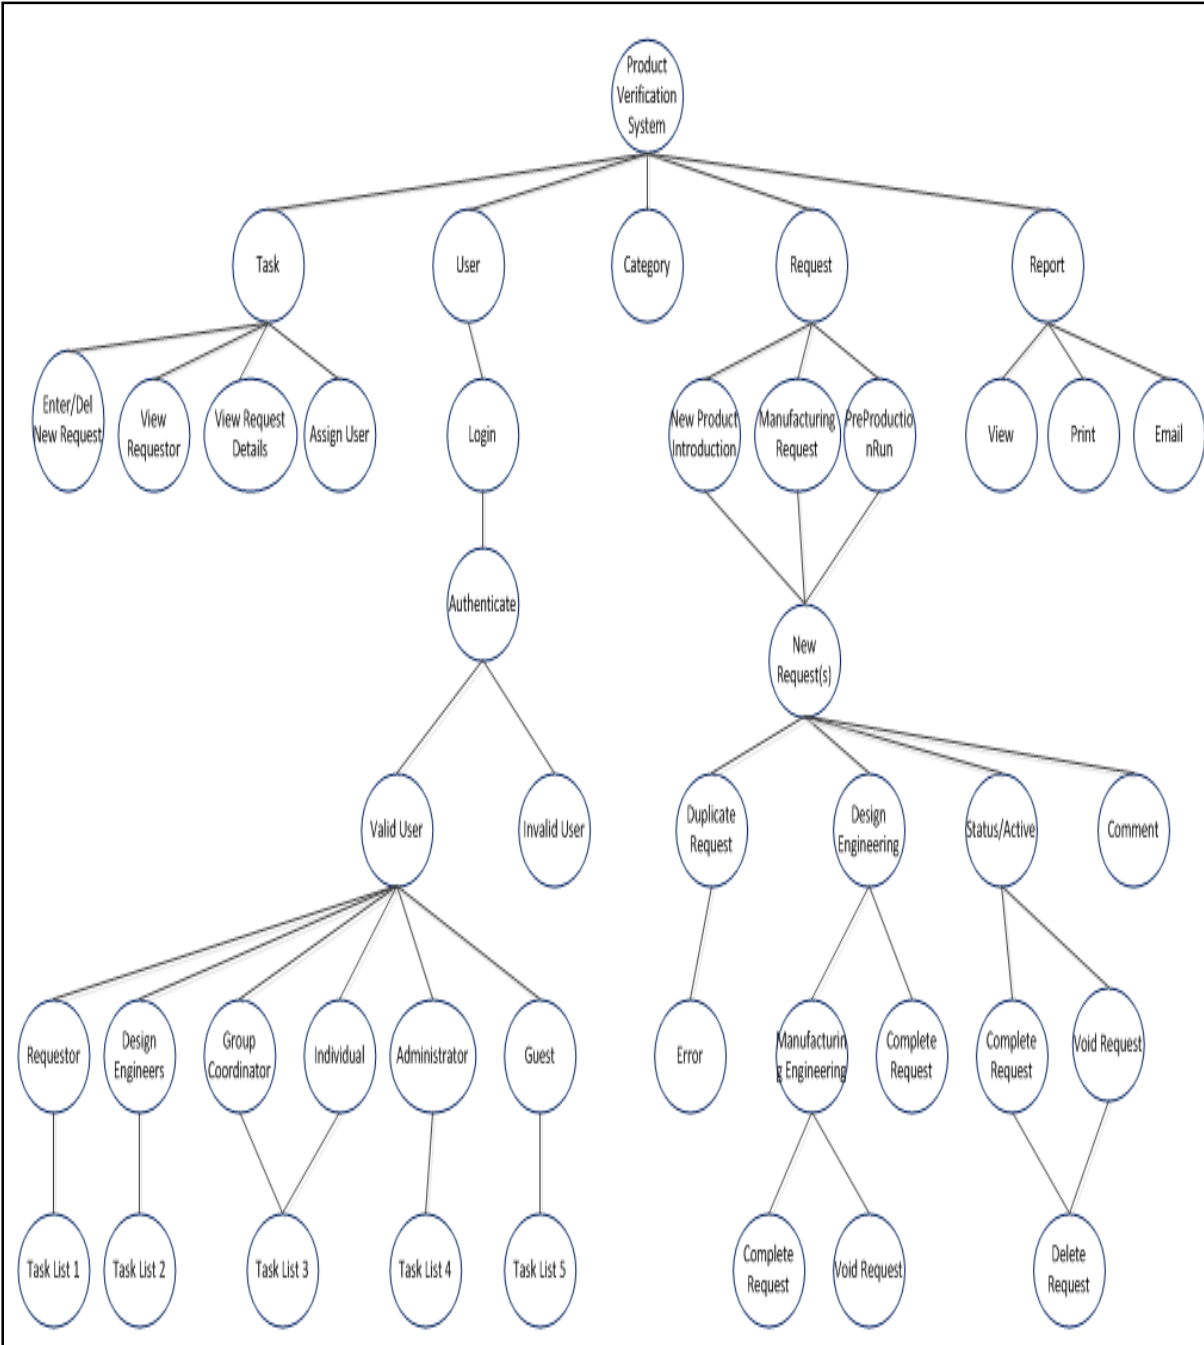 Product
Verification
System
Task
User
Category
Request
Report
Enter/Del
New Request
View
Requestor
View Request
Details
Assign User
Login
New Product
Introduction
Manufacturing
Request
PreProductio
nRun
View
Print
Email
Authenticate
New
Request(s)
Valid User
Invalid User
Duplicate
Request
Design
Engineering
Status/Active
Comment
Requestor
Design
Engineers
Group
Coordinator
Individual
Administrator
Guest
Error
Manufacturin
g Engineering
Complete
Request
Complete
Request
Void Request
Task List 1
Task List 2
Task List 3
Task List 4
Task List 5
Complete
Request
Void Request
Delete
Request